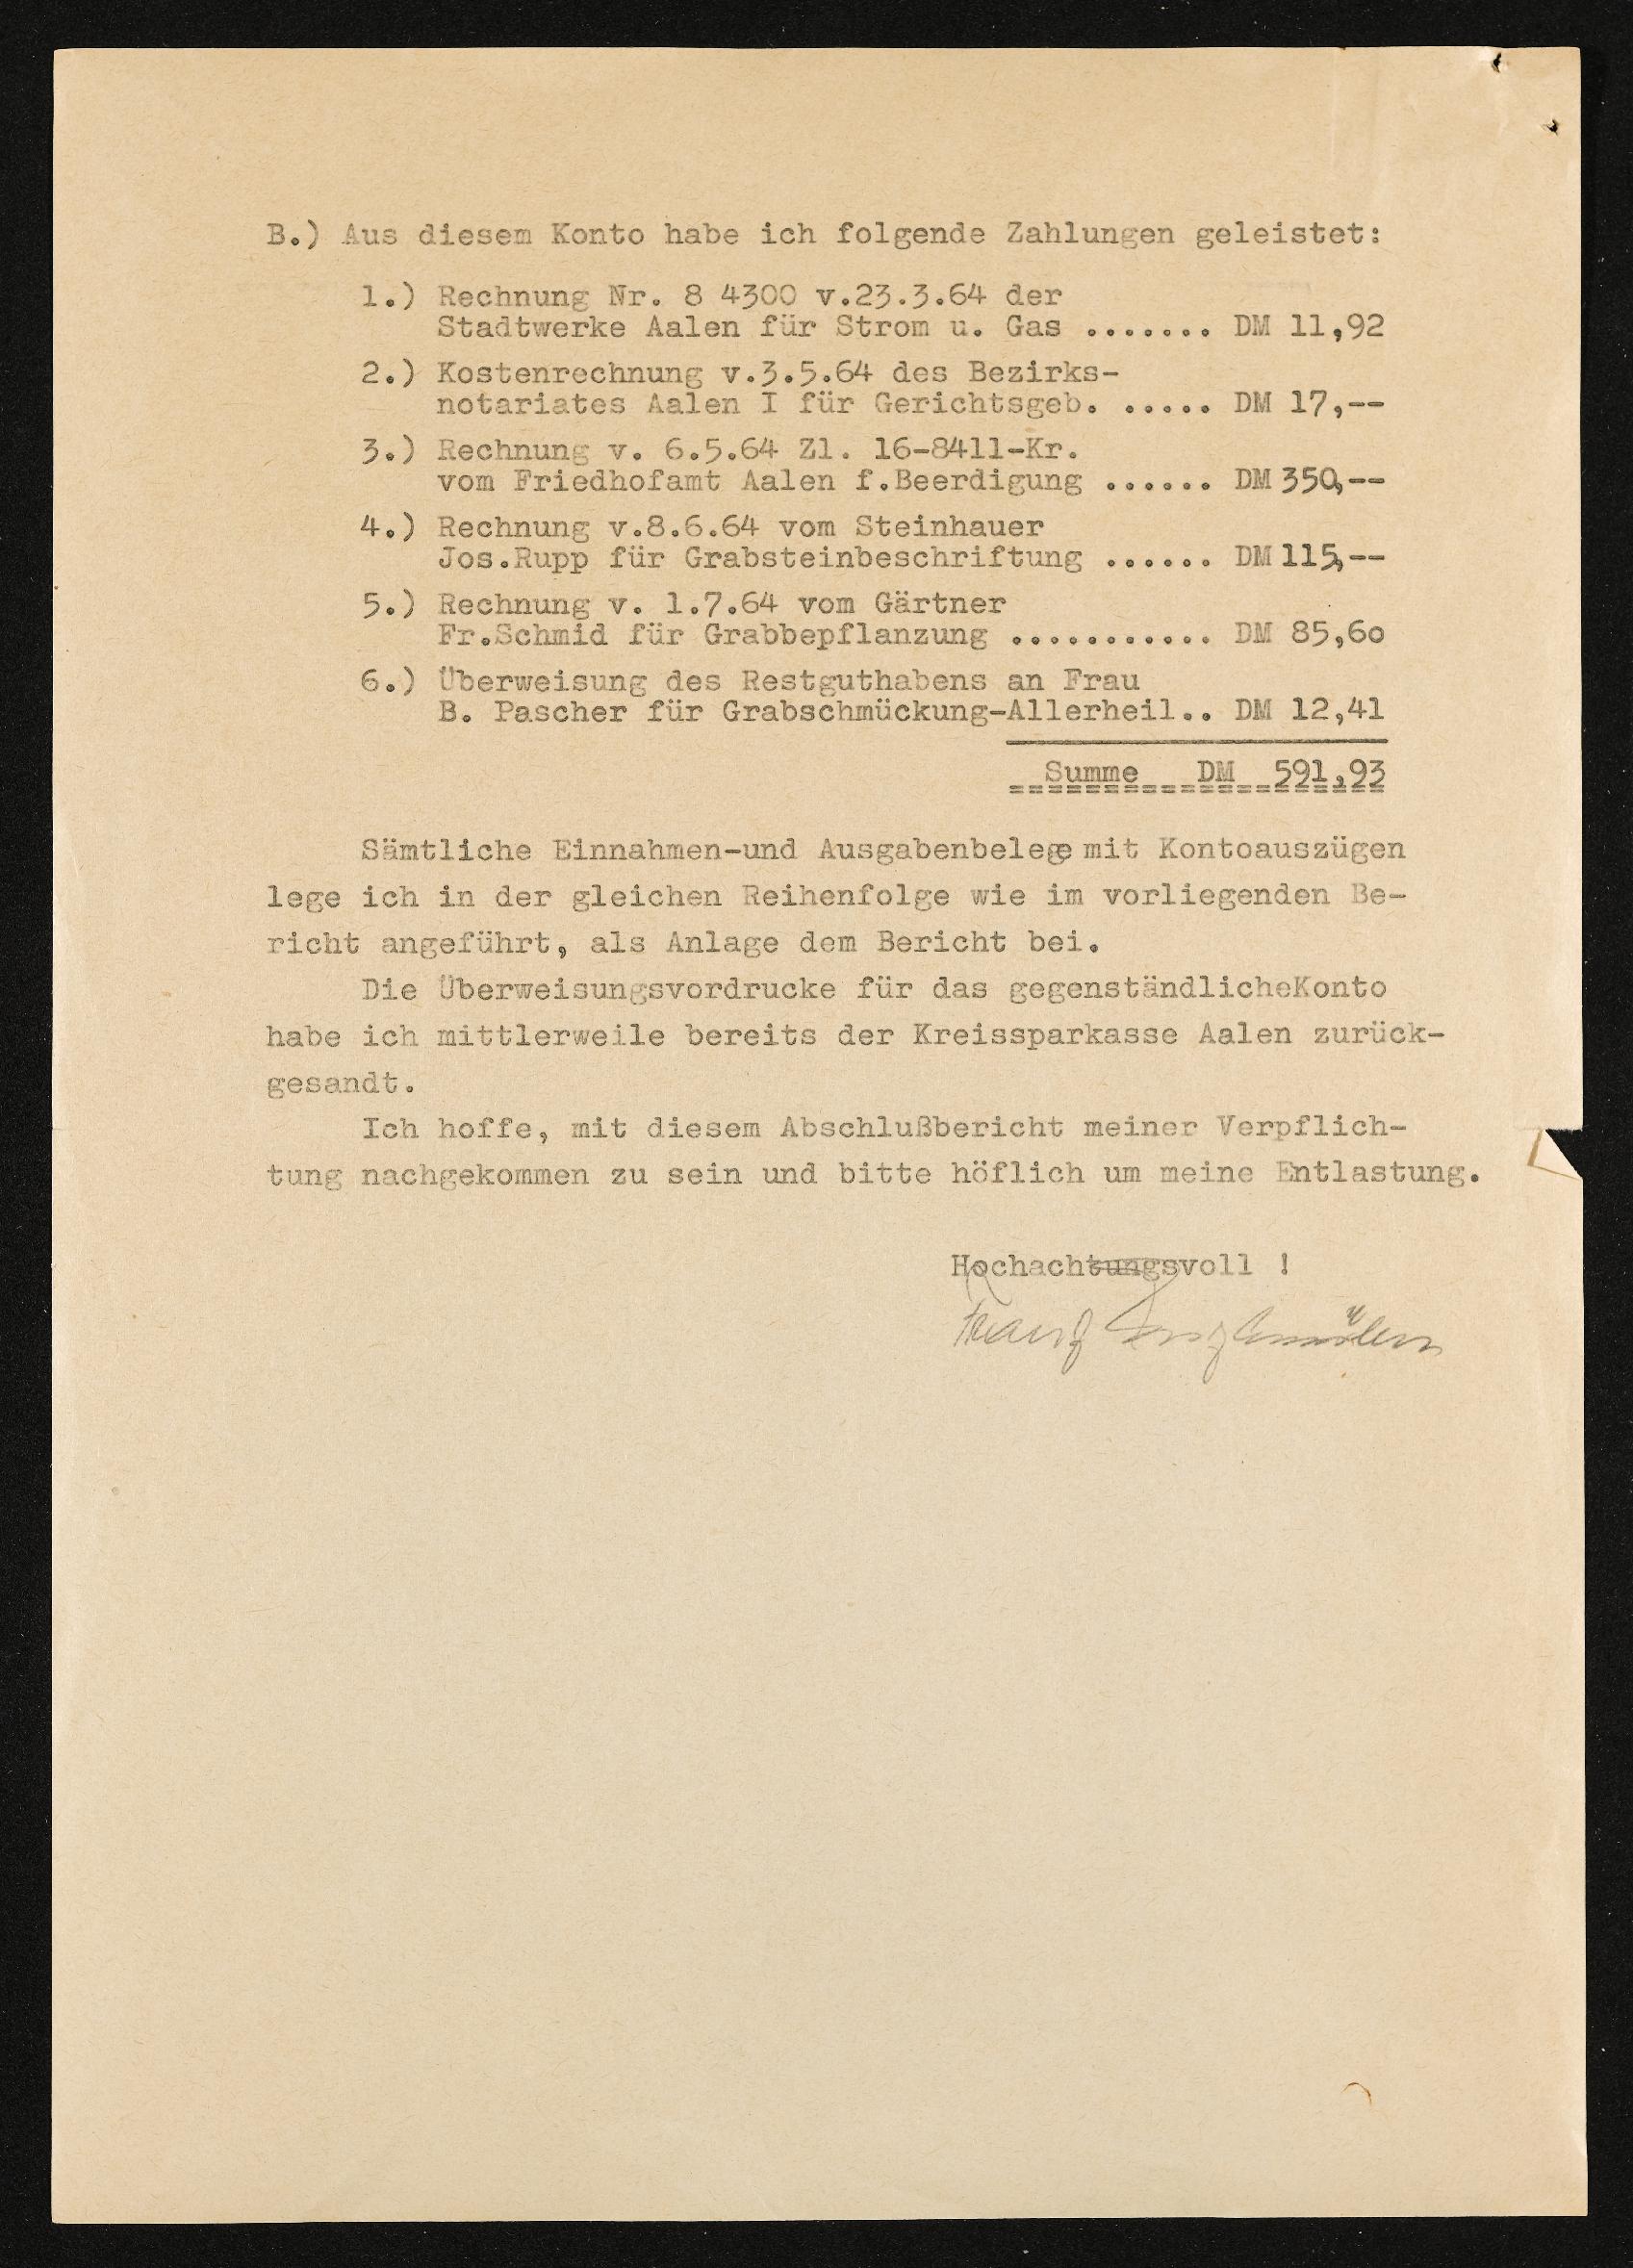 B.) Aus diesem Konto habe ich folgende Zahlungen geleistet:
1.) Rechnung Nr. 8 4300 v.23.3.64 der
Stadtwerke Aalen für Strom u. Gas ....... DM 11,92
2.) Kostenrechnung v.3.5.64 des Bezirks-
notariates Aalen I für Gerichtsgeb. ..... DM 17,--
3.) Rechnung v. 6.5.64 Zl. 16-8411-Kr.
vom Friedhofamt Aalen f.Beerdigung ...... DM 350,--
4.) Rechnung v.8.6.64 vom Steinhauer
Jos.Rupp für Grabsteinbeschriftung ...... DM 115,--
5.) Rechnung v. 1.7.64 vom Gärtner
Fr.Schmid für Grabbepflanzung ........... DM 85,60
6.) Überweisung des Restguthabens an Frau
B. Pascher für Grabschmückung-Allerheil.. DM 12,41
Summe DM 591,93
Sämtliche Einnahmen-und Ausgabenbelege mit Kontoauszügen
lege ich in der gleichen Reihenfolge wie im vorliegenden Be-
richt angeführt, als Anlage dem Bericht bei.
Die Überweisungsvordrucke für das gegenständlicheKonto
habe ich mittlerweile bereits der Kreissparkasse Aalen zurück-
gesandt.
Ich hoffe, mit diesem Abschlußbericht meiner Verpflich-
tung nachgekommen zu sein und bitte höflich um meine Entlastung.
Hochachtungsvoll !
Franz